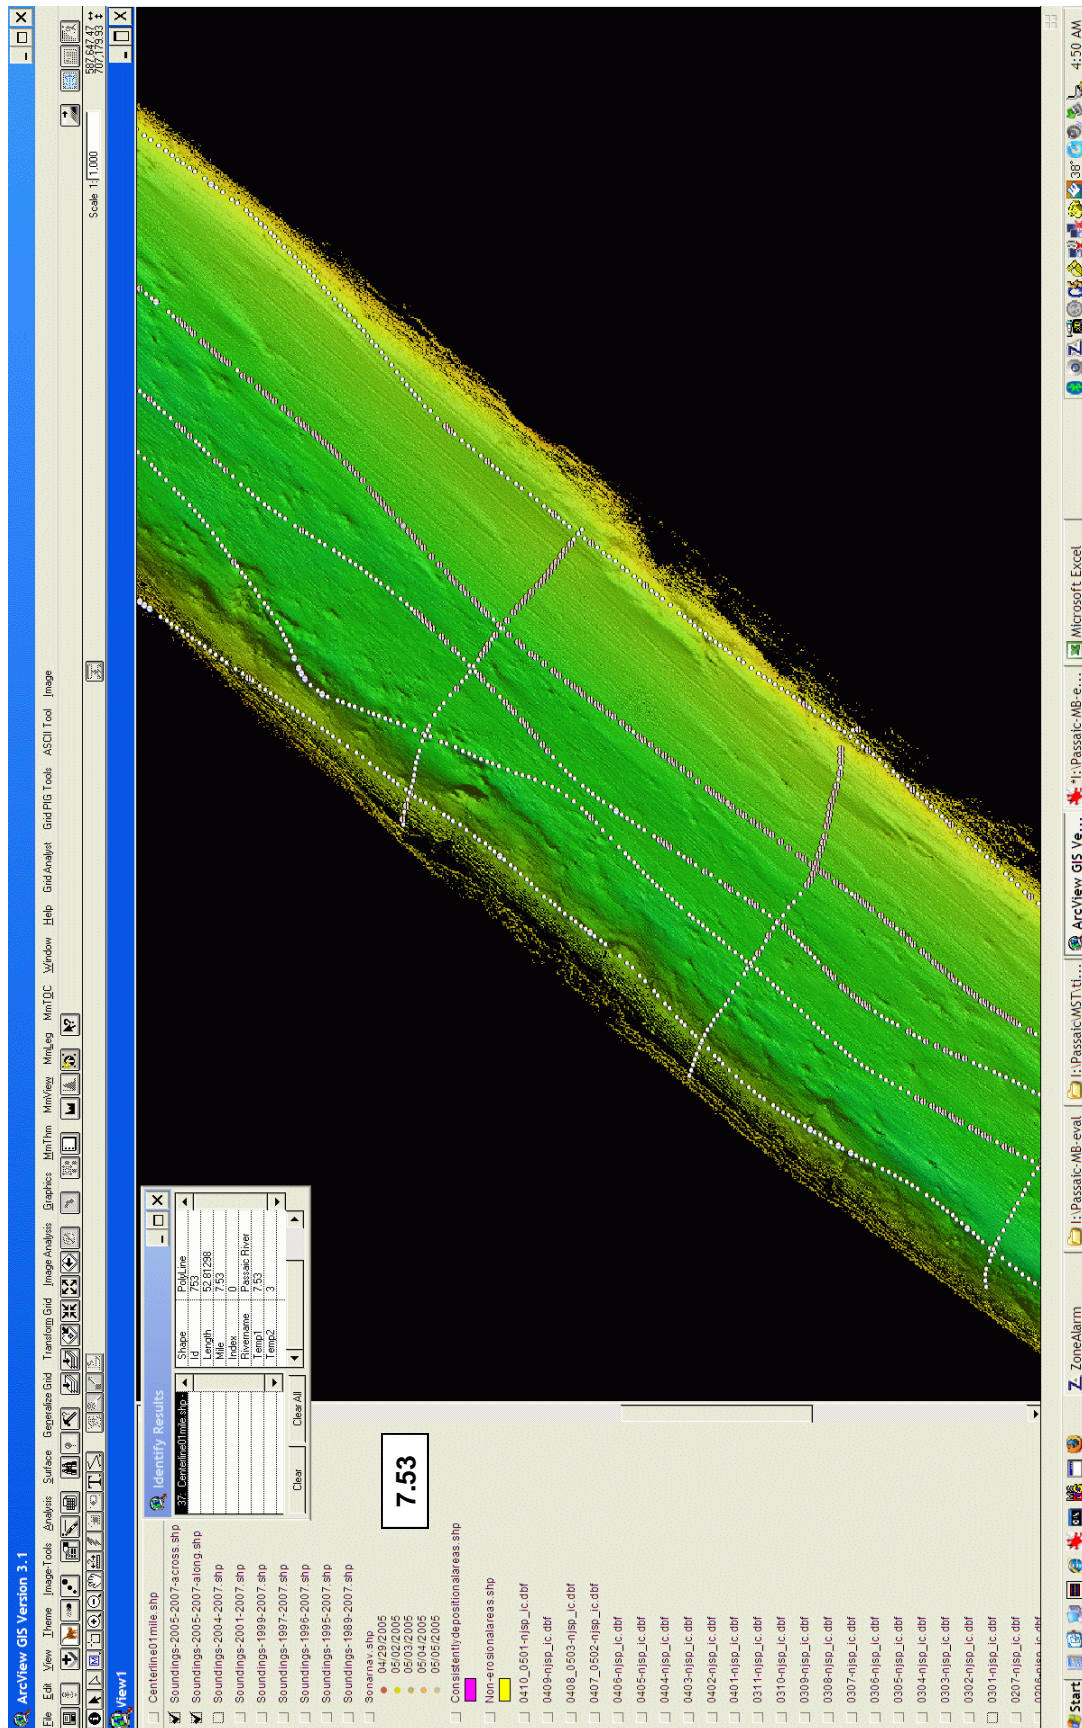 ArcView GIS Version 3.1
File Edit View Theme Image-Tools Analysis Surface Generalize Grid Transform Grid Image Analysis Graphics MmThm MmView MmLeg MmTOC Window Help Grid Analyst Grid PIG Tools ASCII Tool Image
Scale 1: 1,000
587,647.47
707,179.93
View1
Centerline01mile.shp
Soundings-2005-2007-across.shp
Soundings-2005-2007-along.shp
Soundings-2004-2007.shp
Soundings-2001-2007.shp
Soundings-1999-2007.shp
Soundings-1997-2007.shp
Soundings-1996-2007.shp
Soundings-1995-2007.shp
Soundings-1989-2007.shp
Sonarnav.shp
04/29/2005
05/02/2005
05/03/2005
05/04/2005
05/05/2005
Consistentlydepositionalareas.shp
Non-erosionalareas.shp
0410_0501-njsp_ic.dbf
0409-njsp_ic.dbf
0408_0503-njsp_ic.dbf
0407_0502-njsp_ic.dbf
0406-njsp_ic.dbf
0405-njsp_ic.dbf
0404-njsp_ic.dbf
0403-njsp_ic.dbf
0402-njsp_ic.dbf
0401-njsp_ic.dbf
0311-njsp_ic.dbf
0310-njsp_ic.dbf
0309-njsp_ic.dbf
0308-njsp_ic.dbf
0307-njsp_ic.dbf
0306-njsp_ic.dbf
0305-njsp_ic.dbf
0304-njsp_ic.dbf
0303-njsp_ic.dbf
0302-njsp_ic.dbf
0301-njsp_ic.dbf
0207-njsp_ic.dbf
Identify Results
37: Centerline01mile.shp -
Shape PolyLine
Id 753
Length 52.81298
Mile 7.53
Index 0
Rivername Passaic River
Temp1 7.53
Temp2 3
Clear Clear All
7.53
Start
ZoneAlarm
I:\Passaic-MB-eval
I:\Passaic\MST\ti...
ArcView GIS Ve...
*I:\Passaic-MB-e...
Microsoft Excel
38°
4:50 AM